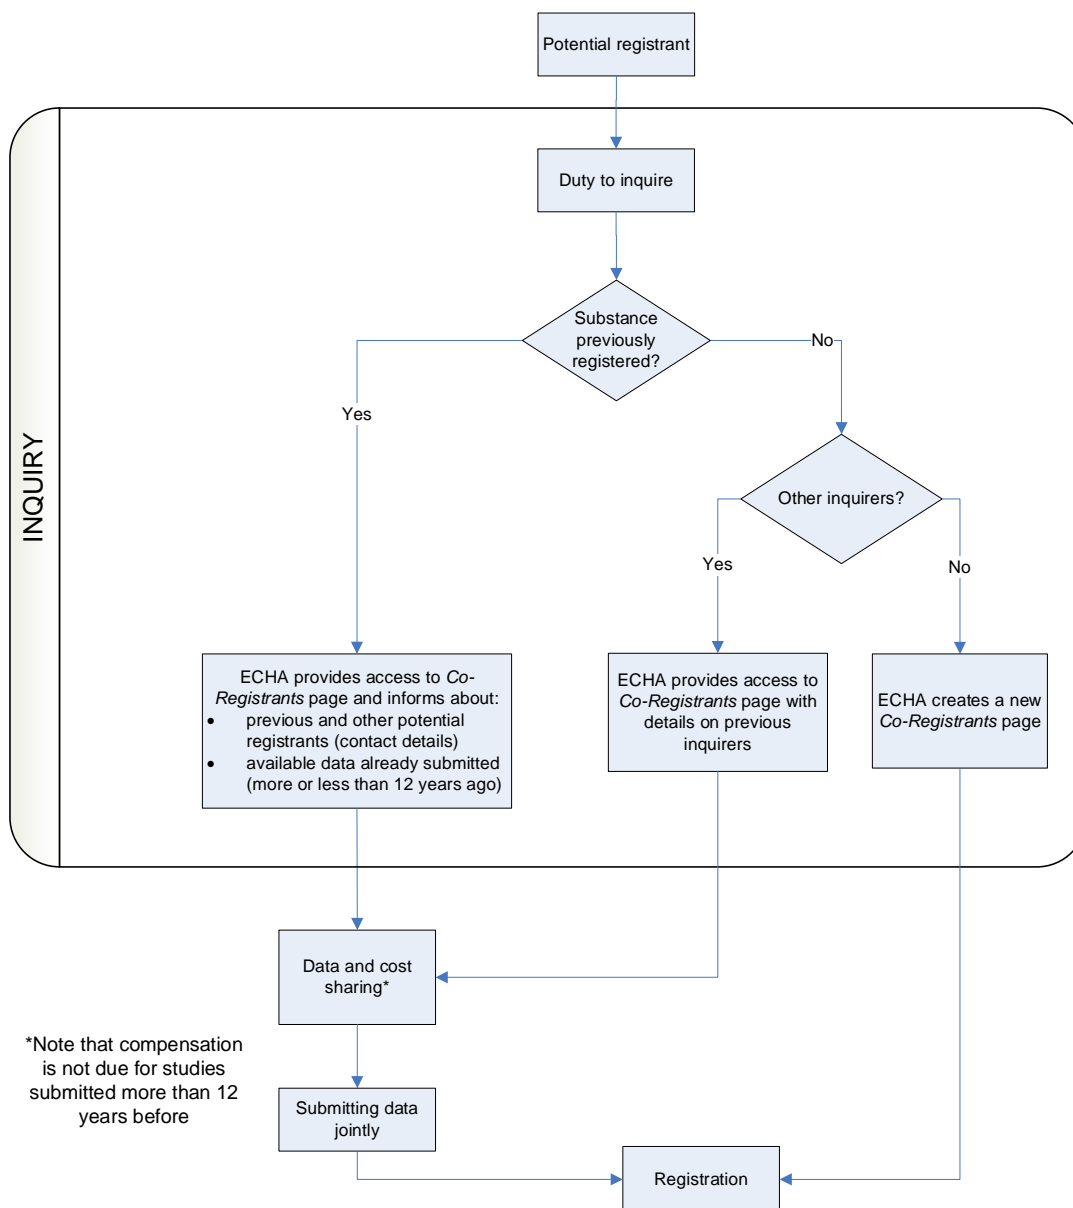 Potential registrant
Duty to inquire
Substance
previously
registered?
No
Yes
INQUIRY
Other inquirers?
Yes
No
ECHA provides access to Co-
Registrants page and informs about:
• previous and other potential
registrants (contact details)
• available data already submitted
(more or less than 12 years ago)
ECHA provides access to
Co-Registrants page with
details on previous
inquirers
ECHA creates a new
Co-Registrants page
Data and cost
sharing*
*Note that compensation
is not due for studies
submitted more than 12
years before
Submitting data
jointly
Registration